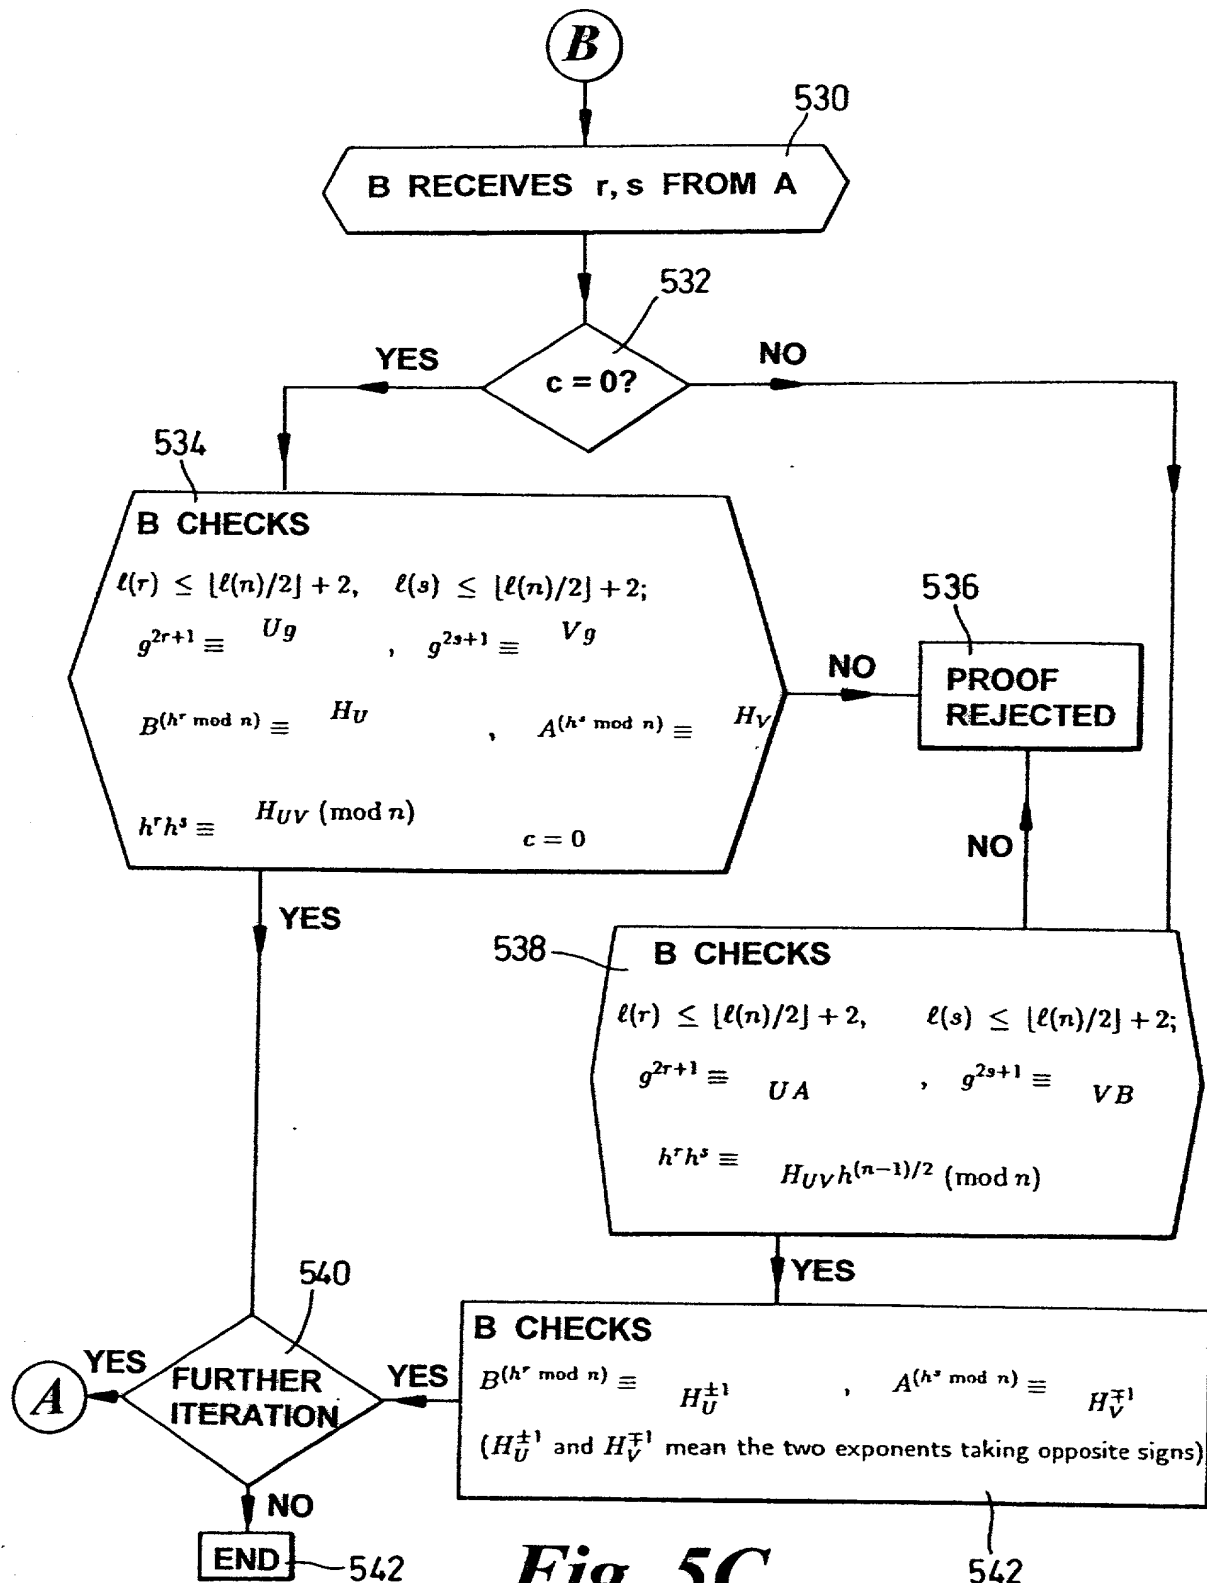 B
530
B RECEIVES r, s FROM A
532
YES
c = 0?
NO
534
B CHECKS
ℓ(r) ≤ ⌊ℓ(n)/2⌋ + 2, ℓ(s) ≤ ⌊ℓ(n)/2⌋ + 2;
g^{2r+1} ≡ Ug , g^{2s+1} ≡ Vg
B^{(h^r mod n)} ≡ H_U , A^{(h^s mod n)} ≡ H_V
h^r h^s ≡ H_{UV} (mod n) c = 0
NO
536
PROOF
REJECTED
NO
YES
538
B CHECKS
ℓ(r) ≤ ⌊ℓ(n)/2⌋ + 2, ℓ(s) ≤ ⌊ℓ(n)/2⌋ + 2;
g^{2r+1} ≡ UA , g^{2s+1} ≡ VB
h^r h^s ≡ H_{UV} h^{(n-1)/2} (mod n)
YES
540
YES
A
FURTHER
ITERATION
YES
B CHECKS
B^{(h^r mod n)} ≡ H_U^{±1} , A^{(h^s mod n)} ≡ H_V^{∓1}
(H_U^{±1} and H_V^{∓1} mean the two exponents taking opposite signs)
NO
END
542
542
Fig. 5C